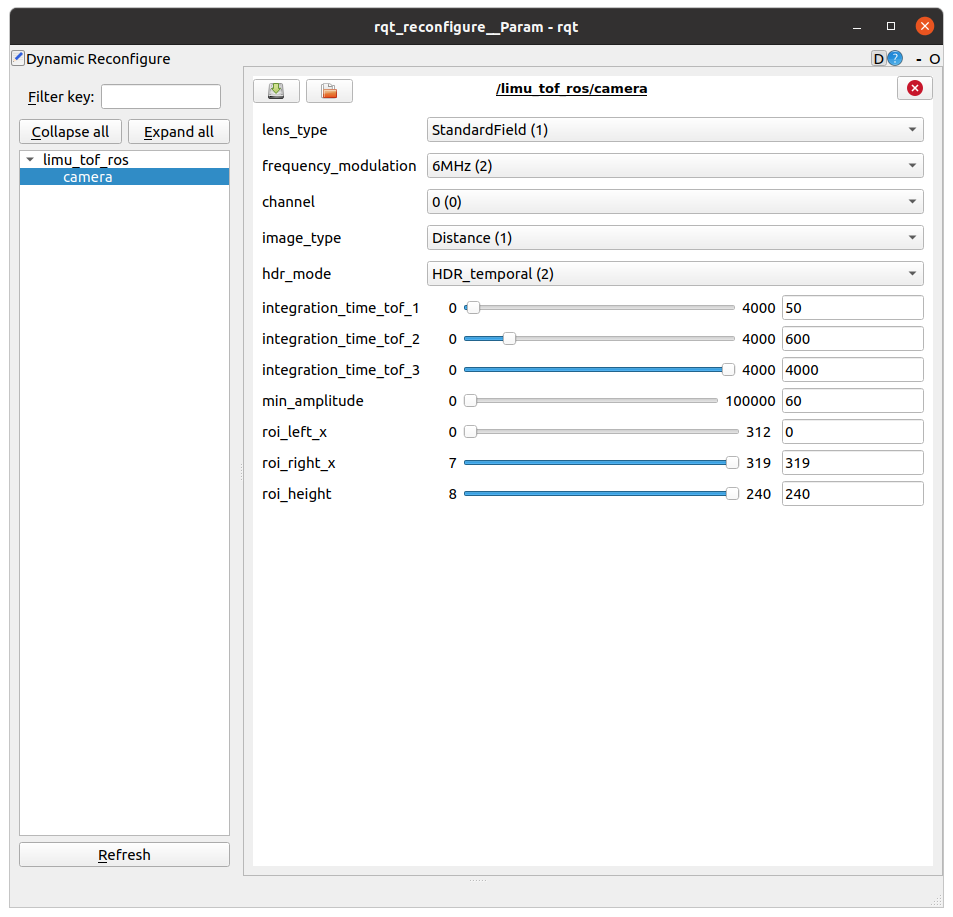 rqt_reconfigure__Param - rqt
Dynamic Reconfigure
D ? - O
Filter key:
Collapse all Expand all
limu_tof_ros
camera
Refresh
/limu_tof_ros/camera
lens_type StandardField (1)
frequency_modulation 6MHz (2)
channel 0 (0)
image_type Distance (1)
hdr_mode HDR_temporal (2)
integration_time_tof_1 0 4000 50
integration_time_tof_2 0 4000 600
integration_time_tof_3 0 4000 4000
min_amplitude 0 100000 60
roi_left_x 0 312 0
roi_right_x 7 319 319
roi_height 8 240 240